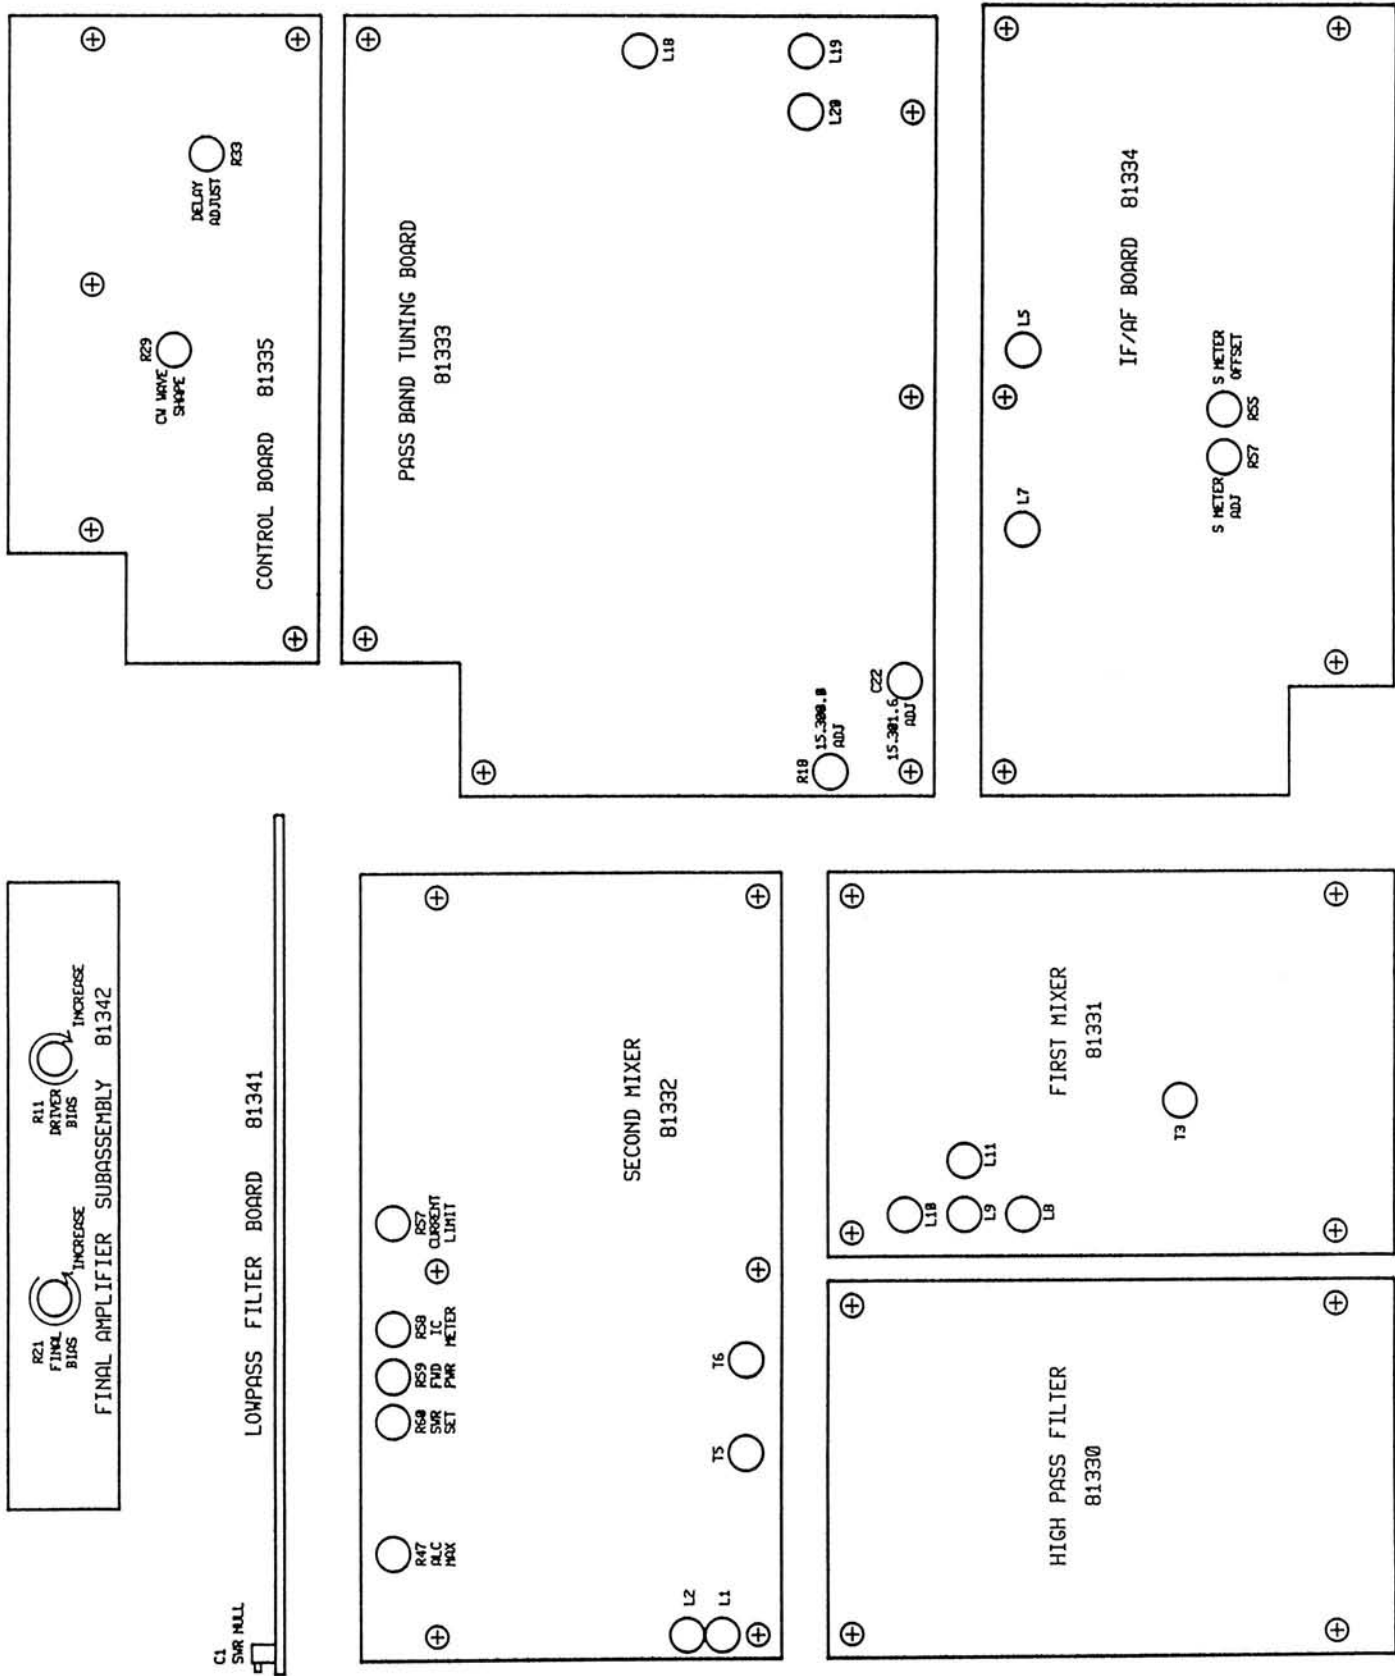 R21
FINAL
BIAS
INCREASE
R11
DRIVER
BIAS
INCREASE
FINAL AMPLIFIER SUBASSEMBLY 81342
C1
SWR NULL
LOWPASS FILTER BOARD 81341
R47
ALC
MAX
R60
SWR
SET
R59
FWD
PWR
R58
IC
METER
R57
CURRENT
LIMIT
SECOND MIXER
81332
L2
L1
T5
T6
HIGH PASS FILTER
81330
L10
L9
L8
L11
FIRST MIXER
81331
T3
CW WAVE
SHAPE
R29
DELAY
ADJUST
R33
CONTROL BOARD 81335
PASS BAND TUNING BOARD
81333
L18
L19
L20
R18
15.300.0
ADJ
15.301.6
ADJ
C22
L7
L5
IF/AF BOARD 81334
S METER
ADJ
R57
S METER
OFFSET
R55